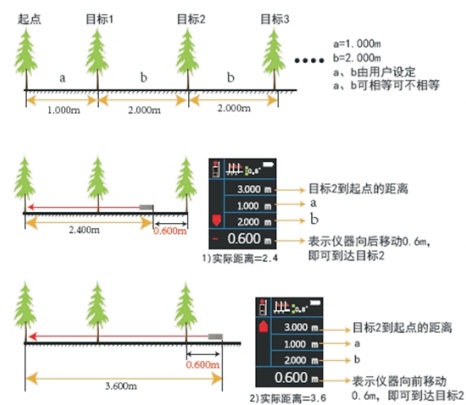 起点 目标1 目标2 目标3
a=1.000m
b=2.000m
a、b由用户设定
a、b可相等可不相等
a b b
1.000m 2.000m 2.000m
0.0°
3.000 m 目标2到起点的距离
1.000 m a
2.000 m b
- 0.600 m 表示仪器向后移动0.6m,
即可到达目标2
2.400m 0.600m
1)实际距离=2.4
0.0°
3.000 m 目标2到起点的距离
1.000 m a
2.000 m b
0.600 m 表示仪器向前移动
0.6m，即可到达目标2
0.600m
3.600m
2)实际距离=3.6